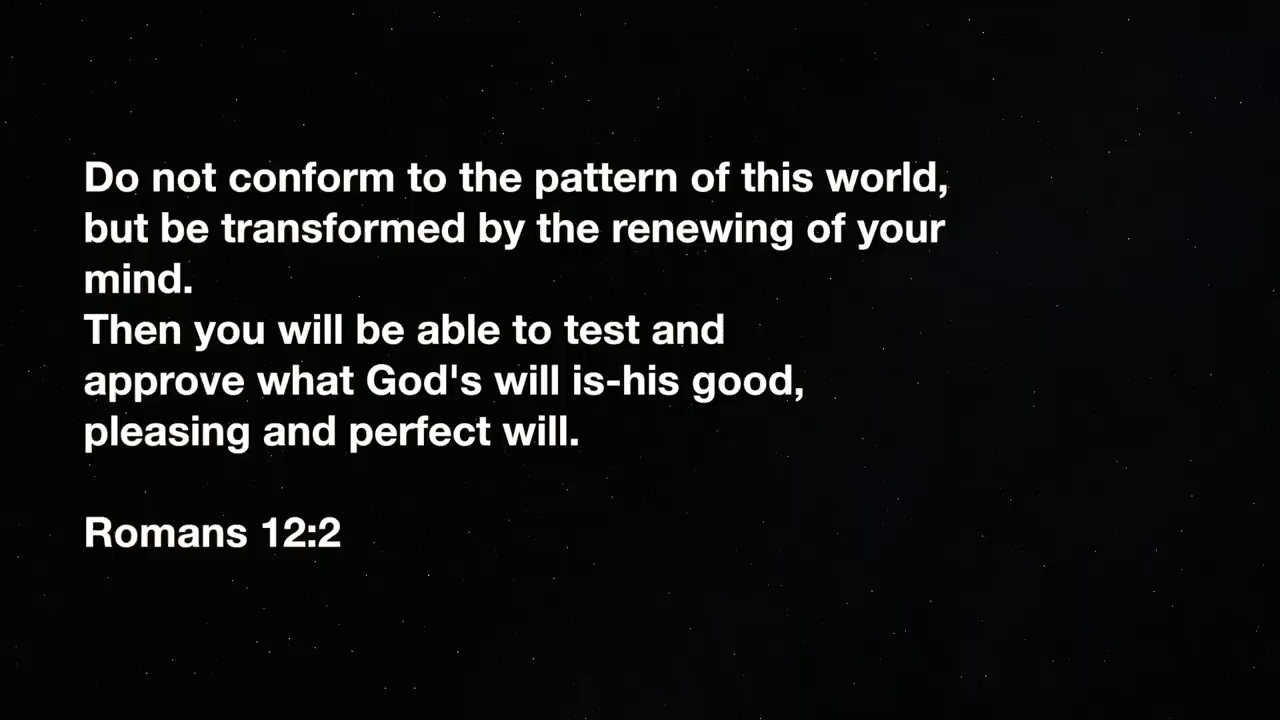 Do not conform to the pattern of this world,
but be transformed by the renewing of your
mind.
Then you will be able to test and
approve what God's will is-his good,
pleasing and perfect will.
Romans 12:2